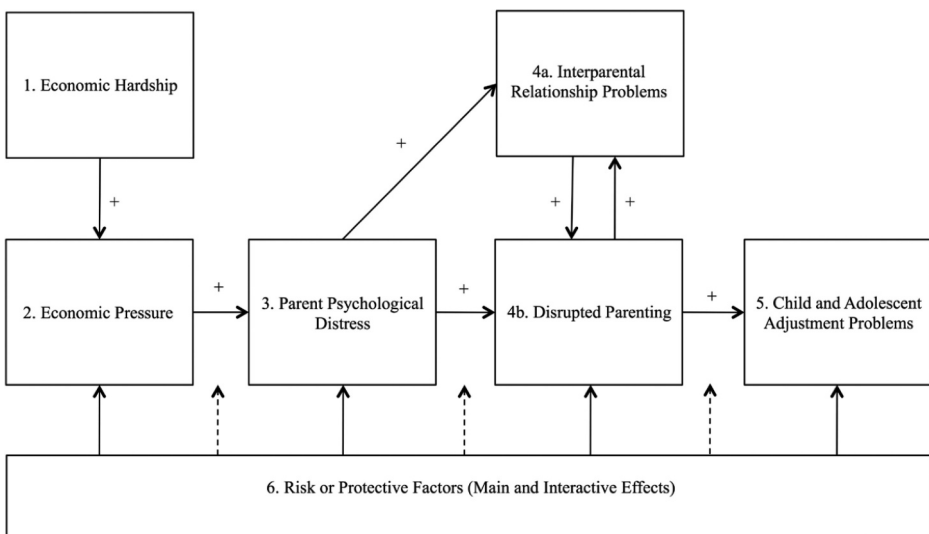 1. Economic Hardship
4a. Interparental
Relationship Problems
+
+
+
+
2. Economic Pressure
+
3. Parent Psychological
Distress
+
4b. Disrupted Parenting
+
5. Child and Adolescent
Adjustment Problems
6. Risk or Protective Factors (Main and Interactive Effects)